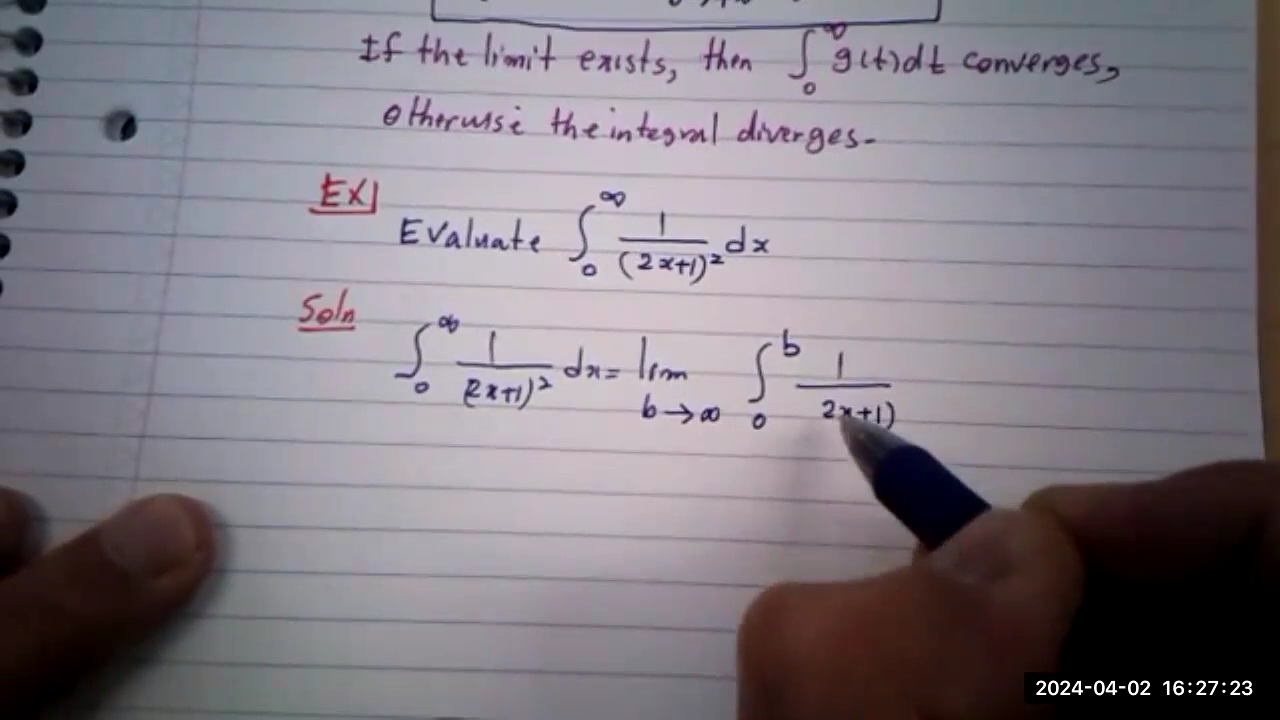 If the limit exists, then ∫₀^∞ g(t)dt converges,
otherwise the integral diverges.
EX1
Evaluate ∫₀^∞ 1/(2x+1)² dx
Soln
∫₀^∞ 1/(2x+1)² dx = lim b→∞ ∫₀^b 1/2x+1)
2024-04-02 16:27:23